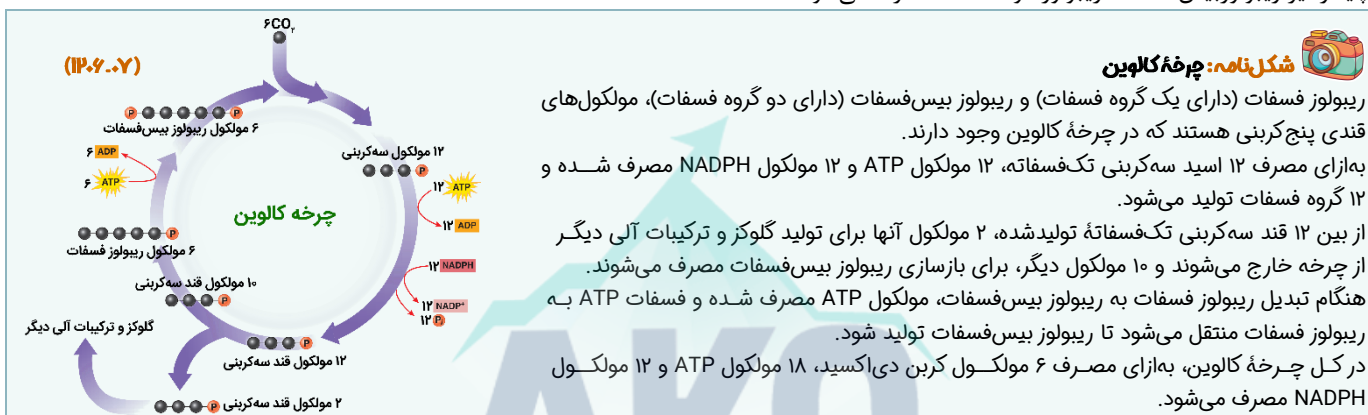 شکل‌نامه: چرخهٔ کالوین
ریبولوز فسفات (دارای یک گروه فسفات) و ریبولوز بیس‌فسفات (دارای دو گروه فسفات)، مولکول‌های
قندی پنج‌کربنی هستند که در چرخهٔ کالوین وجود دارند.
به‌ازای مصرف ۱۲ اسید سه‌کربنی تک‌فسفاته، ۱۲ مولکول ATP و ۱۲ مولکول NADPH مصرف شــده و
۱۲ گروه فسفات تولید می‌شود.
از بین ۱۲ قند سه‌کربنی تک‌فسفاتهٔ تولیدشده، ۲ مولکول آنها برای تولید گلوکز و ترکیبات آلی دیگـر
از چرخه خارج می‌شوند و ۱۰ مولکول دیگر، برای بازسازی ریبولوز بیس‌فسفات مصرف می‌شوند.
هنگام تبدیل ریبولوز فسفات به ریبولوز بیس‌فسفات، مولکول ATP مصرف شـده و فسفات ATP بـه
ریبولوز فسفات منتقل می‌شود تا ریبولوز بیس‌فسفات تولید شود.
در کـل چـرخهٔ کالوین، به‌ازای مصـرف ۶ مولکــول کربن دی‌اکسید، ۱۸ مولکول ATP و ۱۲ مولکــول
NADPH مصرف می‌شود.
(۱۲۰۶-۰۷)
۶CO۲
P P
۶ مولکول ریبولوز بیس‌فسفات
۱۲ مولکول سه‌کربنی
P
۶ ADP
۶ ATP
۱۲ ATP
۱۲ ADP
چرخه کالوین
P
۶ مولکول ریبولوز فسفات
۱۲ NADPH
۱۰ مولکول قند سه‌کربنی
P
۱۲ NADP⁺
۱۲ Pᵢ
گلوکز و ترکیبات آلی دیگر
P
۱۲ مولکول قند سه‌کربنی
۲ مولکول قند سه‌کربنی P
AKO